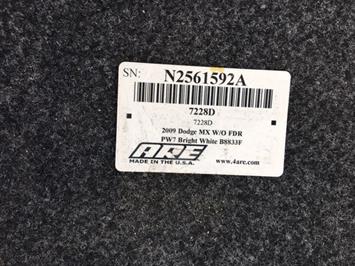 SN: N2561592A
7228D
7228D
2009 Dodge MX W/O FDR
PW7 Bright White B8833F
ARE
MADE IN THE U.S.A. www.4are.com